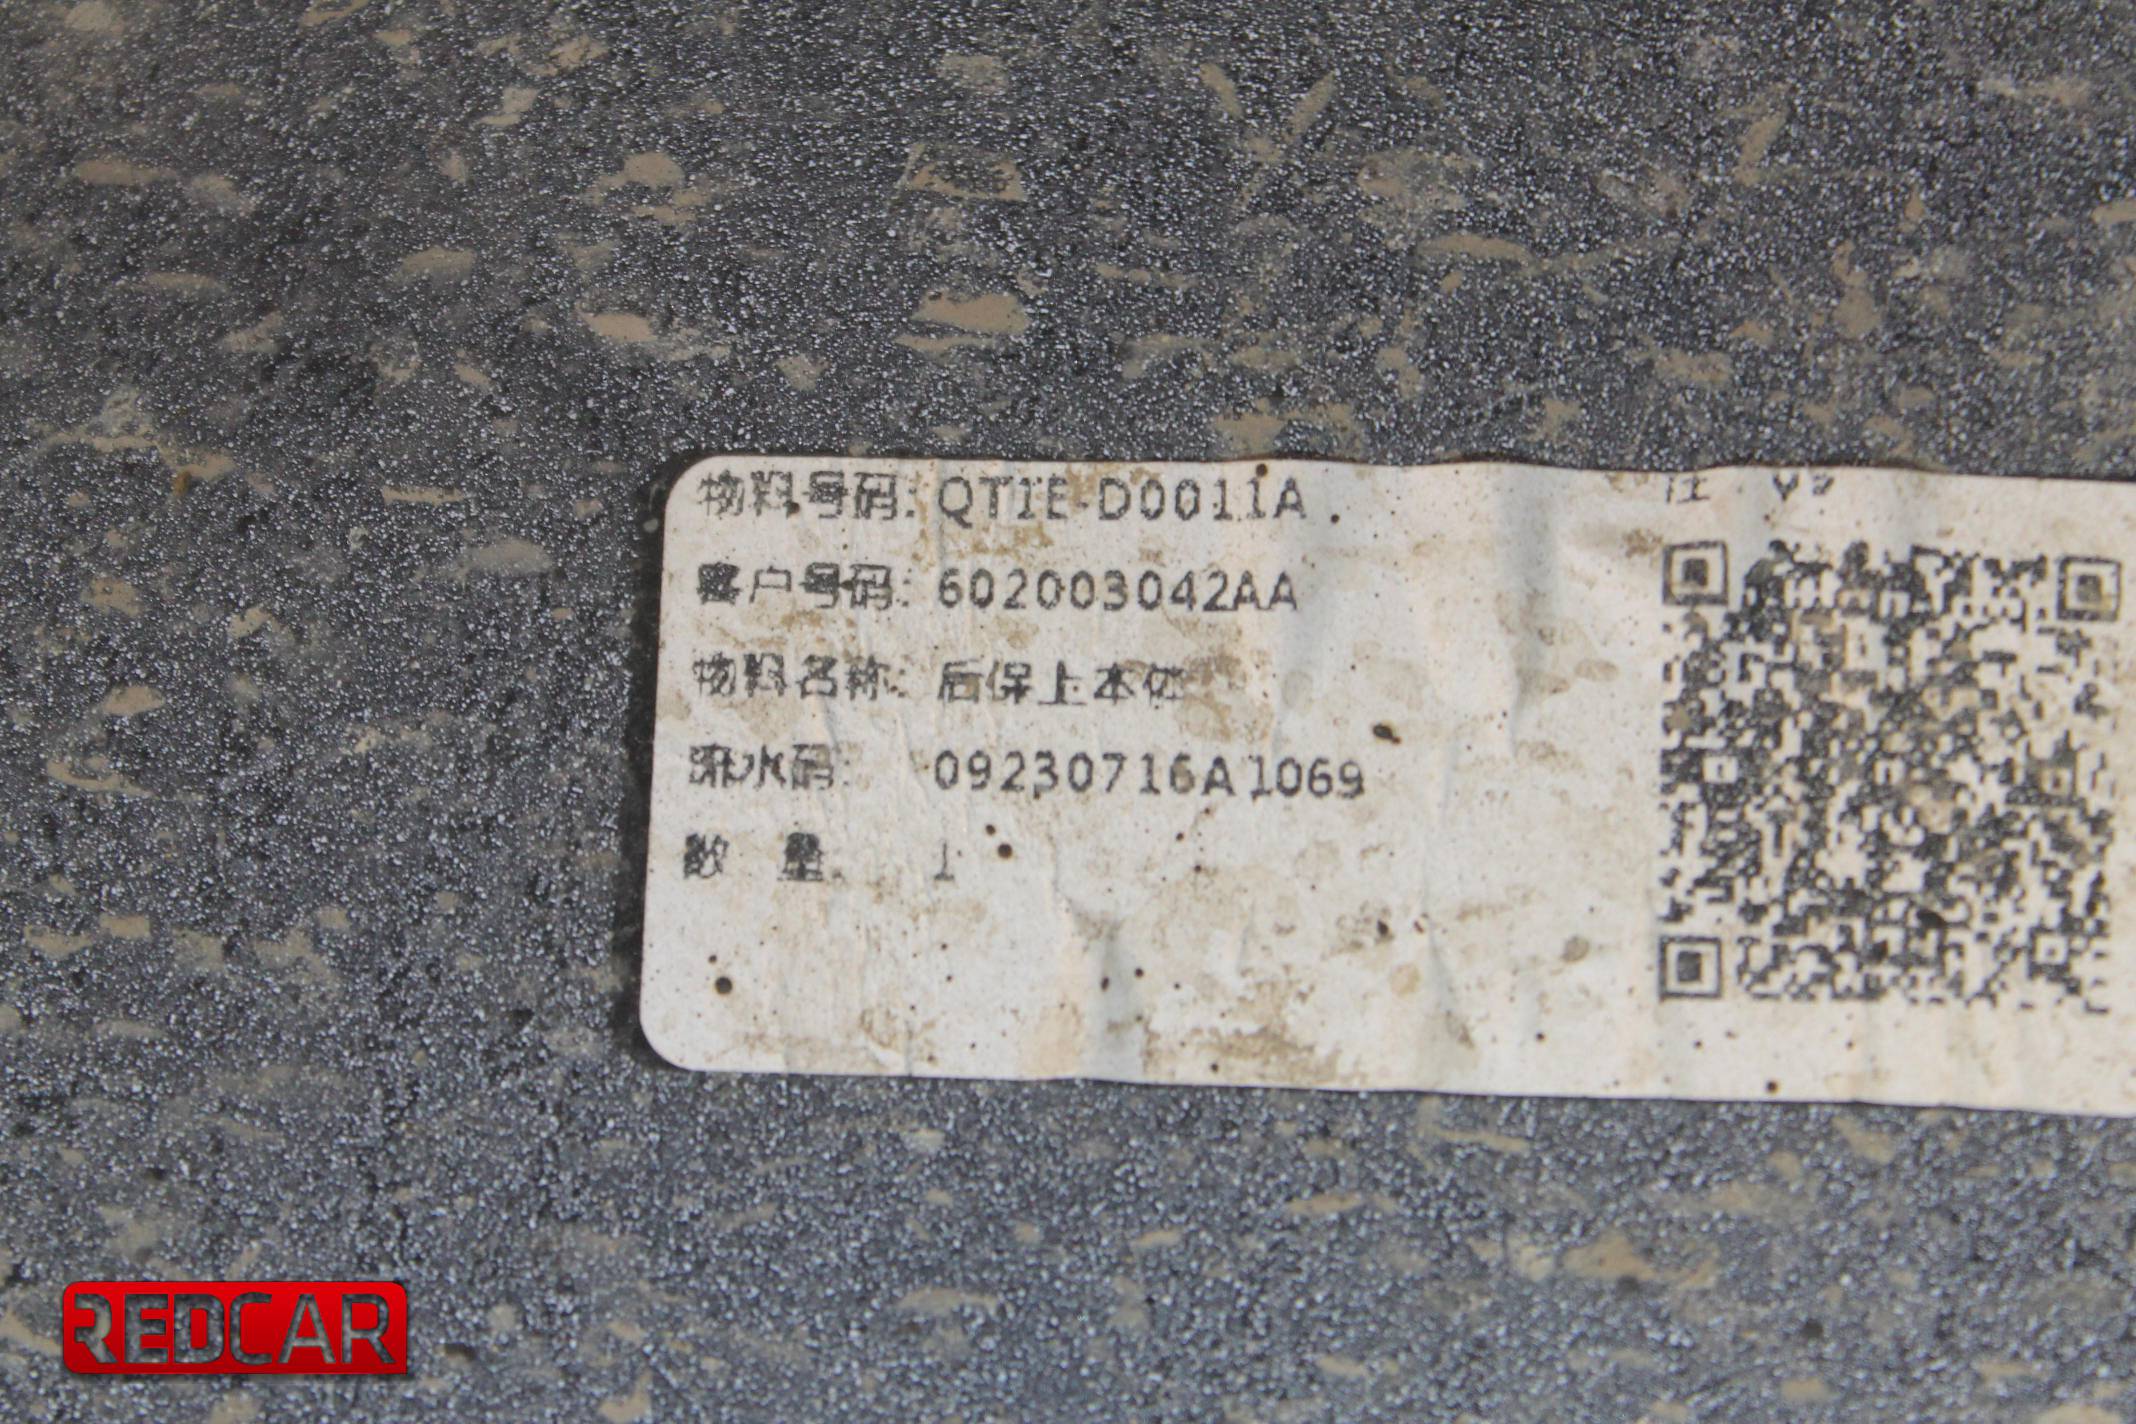 物料号码: QT1E-D0011A
客户号码: 602003042AA
物料名称: 后保上本体
流水码: 09230716A1069
数 量: 1
REDCAR